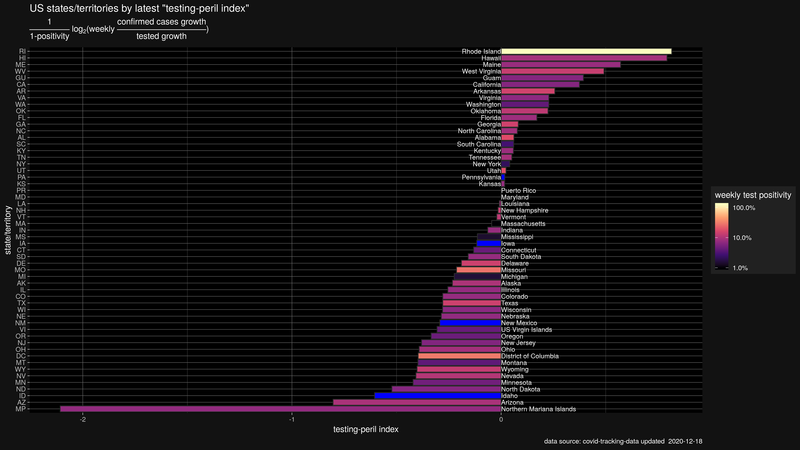 US states/territories by latest "testing-peril index"
1
1-positivity
log2(weekly confirmed cases growth
tested growth
)
RI Rhode Island
HI Hawaii
ME Maine
WV West Virginia
GU Guam
CA California
AR Arkansas
VA Virginia
WA Washington
OK Oklahoma
FL Florida
GA Georgia
NC North Carolina
AL Alabama
SC South Carolina
KY Kentucky
TN Tennessee
NY New York
UT Utah
PA Pennsylvania
KS Kansas
PR Puerto Rico
MD Maryland
LA Louisiana
NH New Hampshire
VT Vermont
MA Massachusetts
IN Indiana
MS Mississippi
IA Iowa
CT Connecticut
SD South Dakota
DE Delaware
MO Missouri
MI Michigan
AK Alaska
IL Illinois
CO Colorado
TX Texas
WI Wisconsin
NE Nebraska
NM New Mexico
VI US Virgin Islands
OR Oregon
NJ New Jersey
OH Ohio
DC District of Columbia
MT Montana
WY Wyoming
NV Nevada
MN Minnesota
ND North Dakota
ID Idaho
AZ Arizona
MP Northern Mariana Islands
state/territory
-2 -1 0
testing-peril index
weekly test positivity
100.0%
10.0%
1.0%
data source: covid-tracking-data updated 2020-12-18